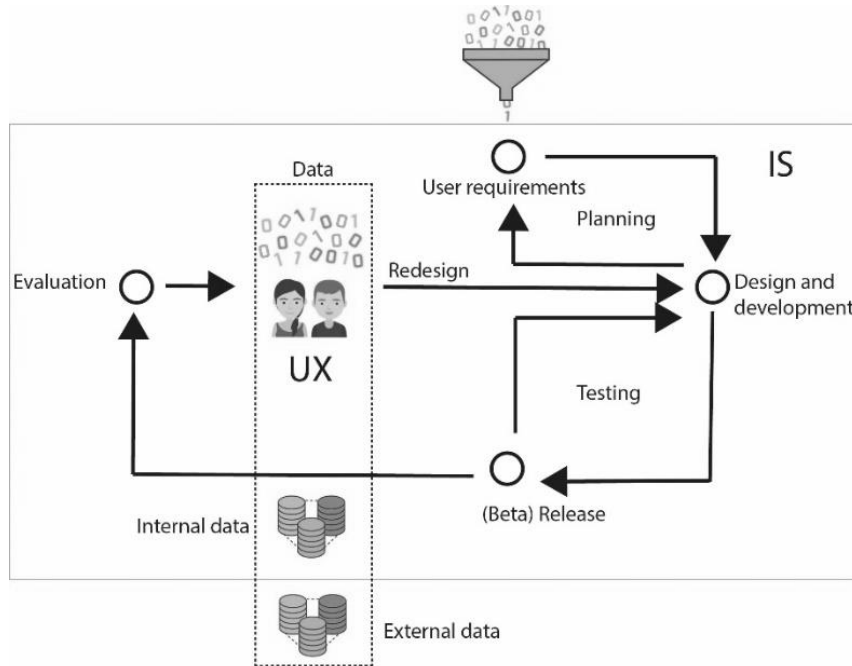 IS
Data
User requirements
Planning
Evaluation
Redesign
Design and
development
UX
Testing
Internal data
(Beta) Release
External data